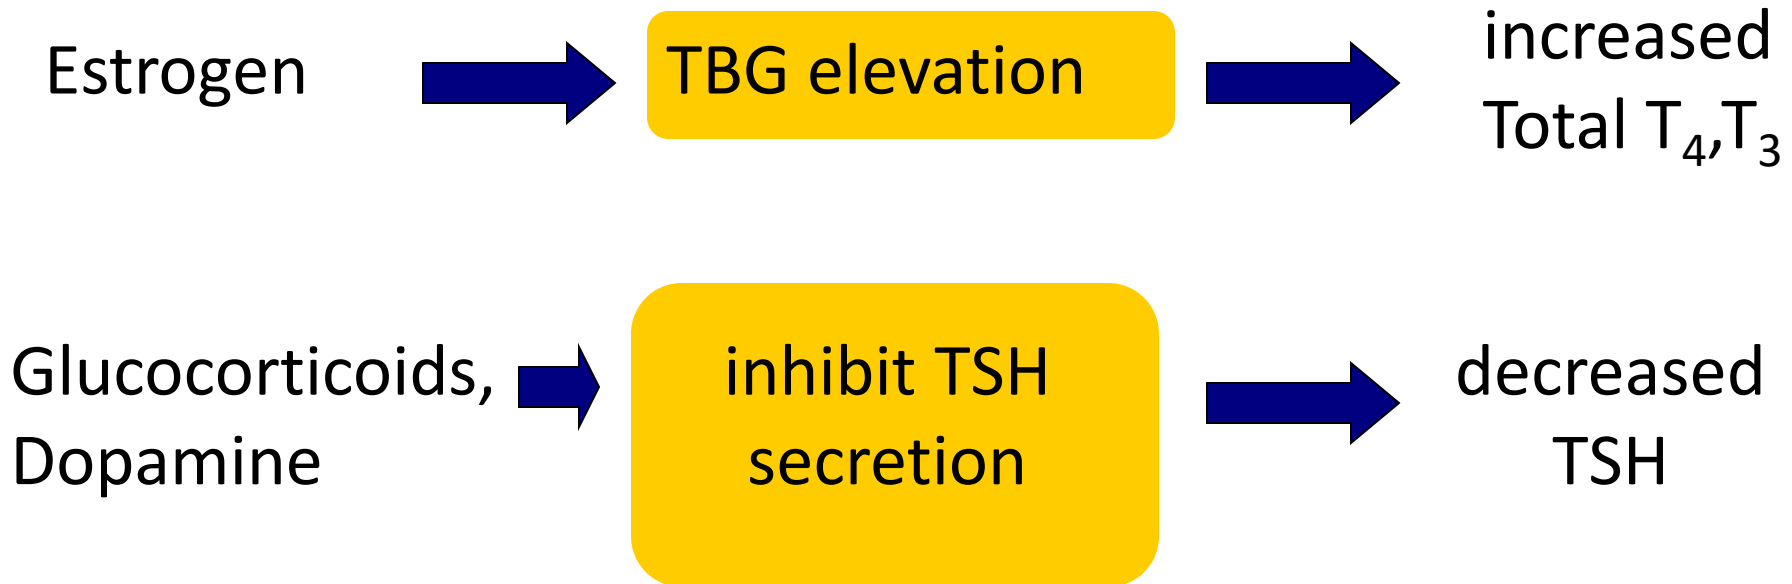 Estrogen
TBG elevation
increased
Total T₄,T₃
Glucocorticoids,
Dopamine
inhibit TSH
secretion
decreased
TSH